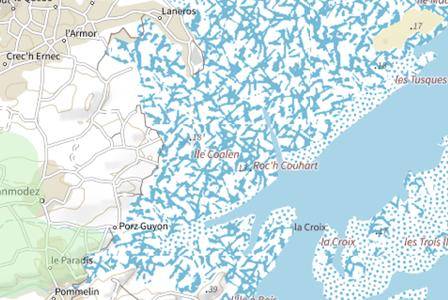 Laneros
l'Armor
17
Crec'h Ernec
18
les Tusques
18
Île Coalen
13
Roc'h Couhart
Porz Guyon
la Croix
la Croix
les Trois
le Paradis
39
Pommelin